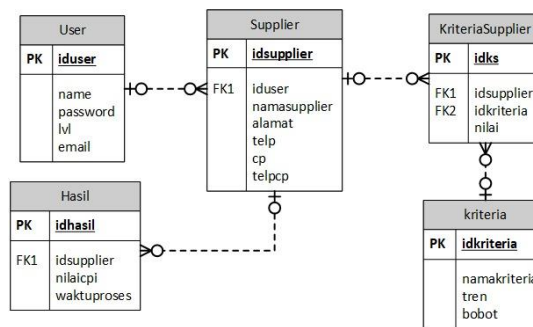 User
PK iduser
name
password
lvl
email
Supplier
PK idsupplier
FK1 iduser
namasupplier
alamat
telp
cp
telpcp
KriteriaSupplier
PK idks
FK1 idsupplier
FK2 idkriteria
nilai
Hasil
PK idhasil
FK1 idsupplier
nilaicpi
waktuproses
kriteria
PK idkriteria
namakriteria
tren
bobot